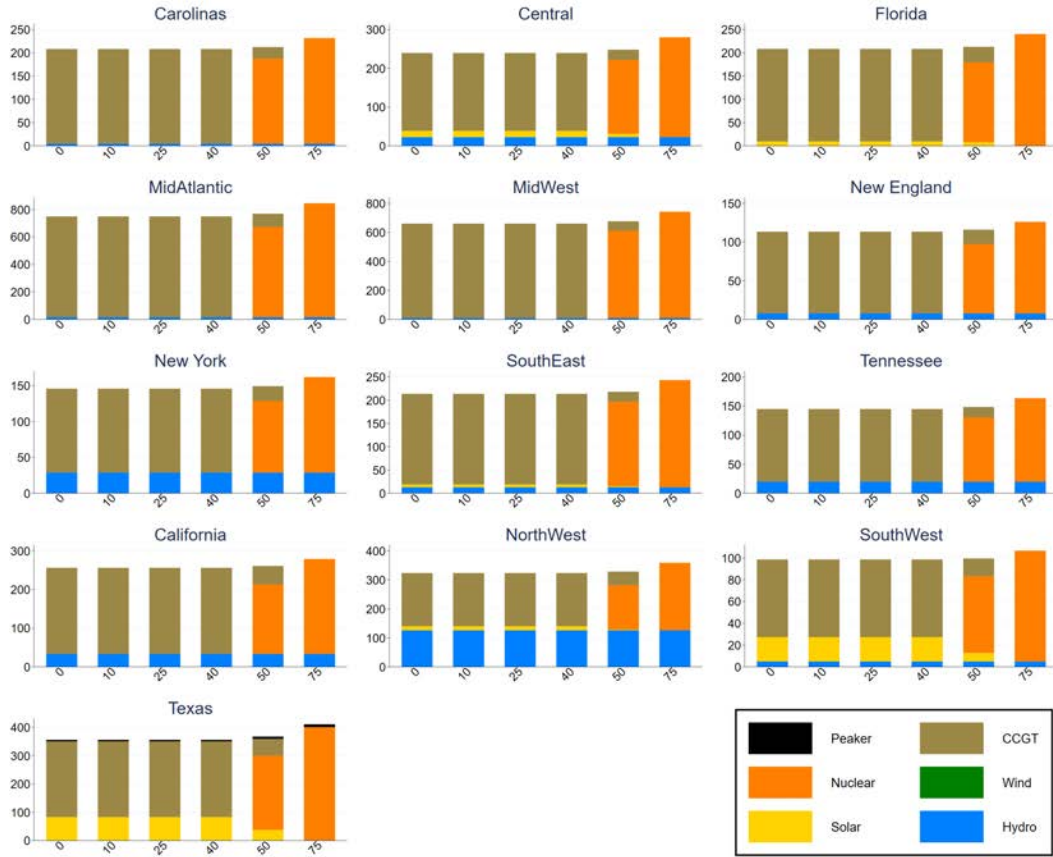 Carolinas
250
200
150
100
50
0
0 10 25 40 50 75
Central
300
200
100
0
0 10 25 40 50 75
Florida
250
200
150
100
50
0
0 10 25 40 50 75
MidAtlantic
800
600
400
200
0
0 10 25 40 50 75
MidWest
800
600
400
200
0
0 10 25 40 50 75
New England
150
100
50
0
0 10 25 40 50 75
New York
150
100
50
0
0 10 25 40 50 75
SouthEast
250
200
150
100
50
0
0 10 25 40 50 75
Tennessee
200
150
100
50
0
0 10 25 40 50 75
California
300
200
100
0
0 10 25 40 50 75
NorthWest
400
300
200
100
0
0 10 25 40 50 75
SouthWest
100
80
60
40
20
0
0 10 25 40 50 75
Texas
400
300
200
100
0
0 10 25 40 50 75
Peaker CCGT
Nuclear Wind
Solar Hydro